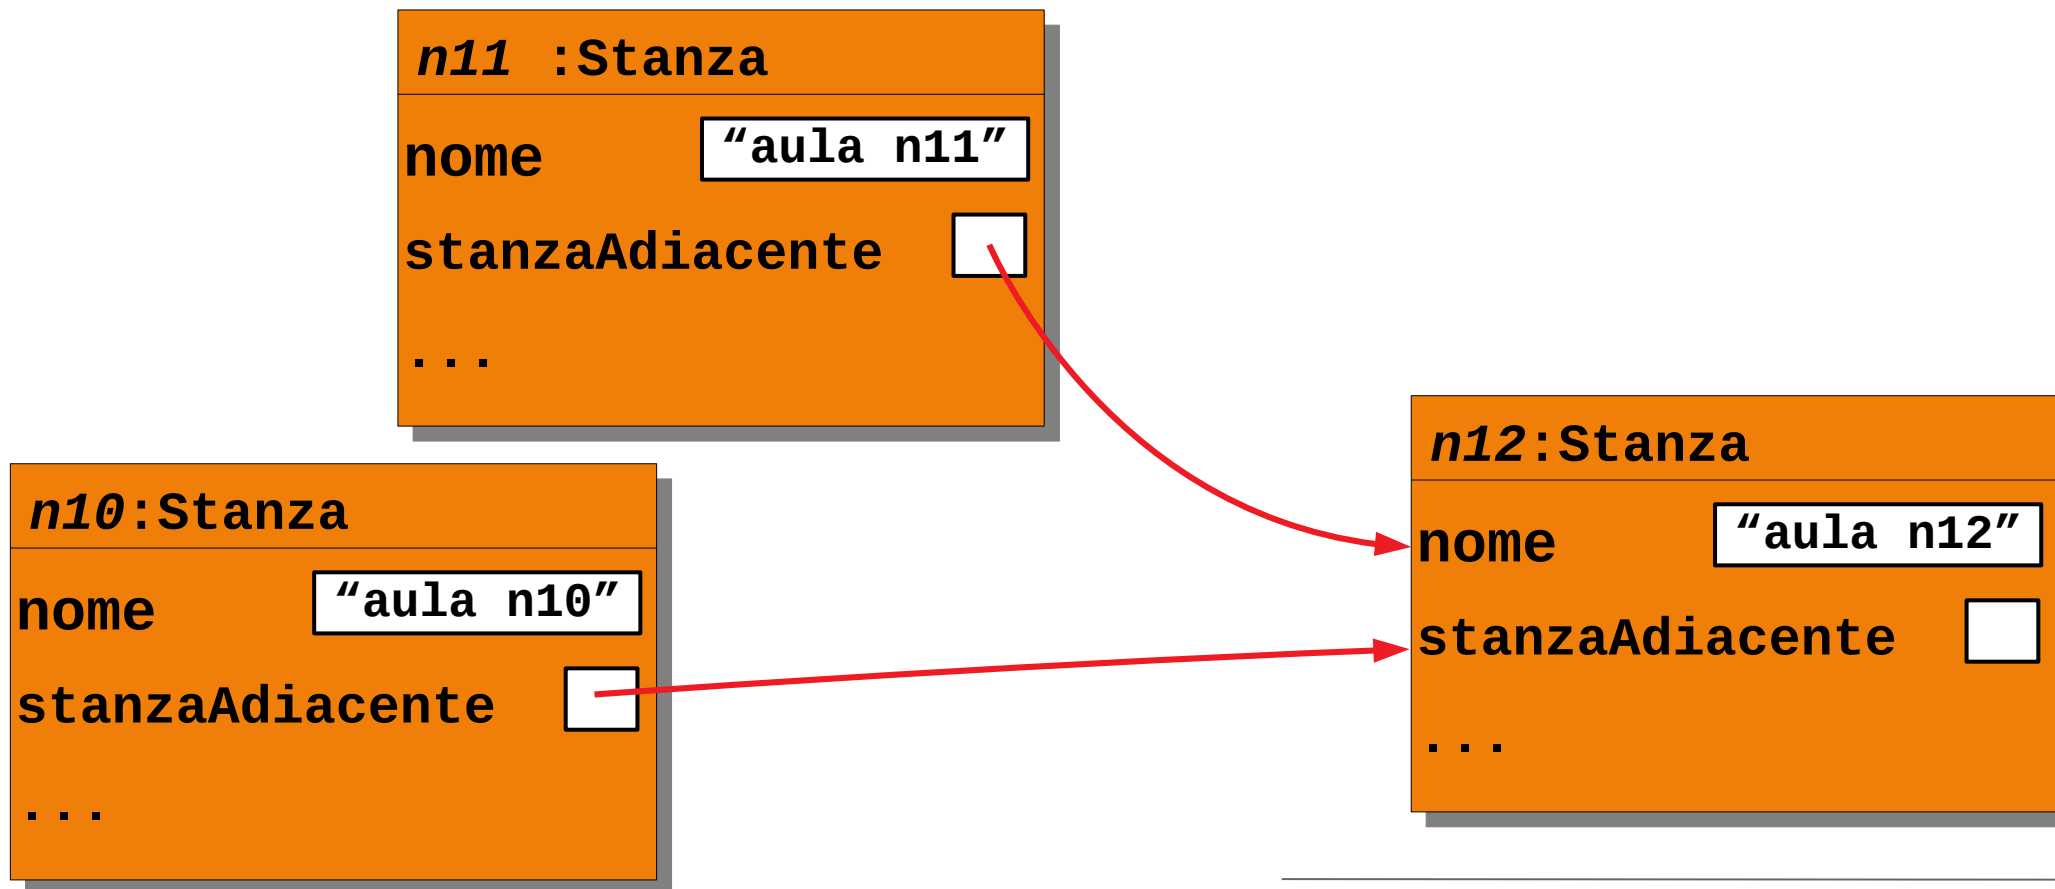 n11 :Stanza
nome “aula n11”
stanzaAdiacente
...
n10:Stanza
nome “aula n10”
stanzaAdiacente
...
n12:Stanza
nome “aula n12”
stanzaAdiacente
...